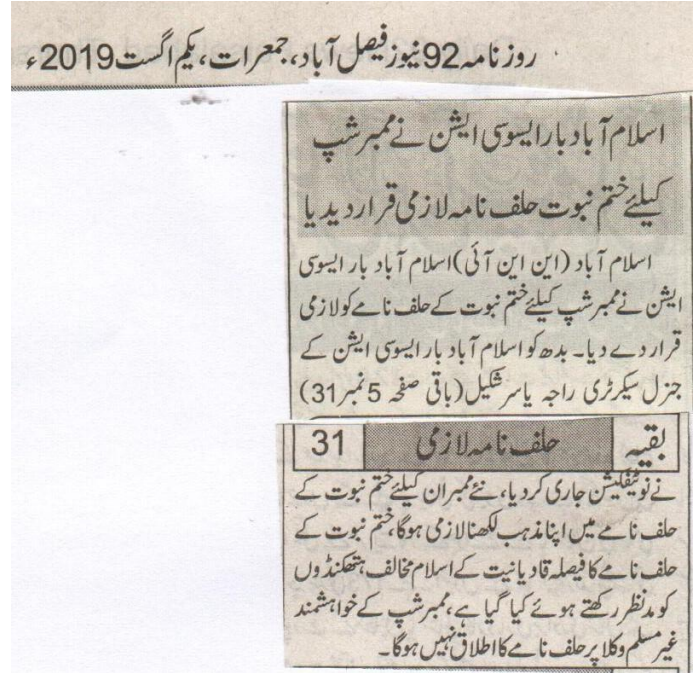 روزنامہ 92 نیوز فیصل آباد، جمعرات، یکم اگست 2019ء
اسلام آباد بار ایسوسی ایشن نے ممبر شپ
کیلئے ختم نبوت حلف نامہ لازمی قرار دیدیا
اسلام آباد (این این آئی) اسلام آباد بار ایسوسی
ایشن نے ممبر شپ کیلئے ختم نبوت کے حلف نامے کو لازمی
قرار دے دیا۔ بدھ کو اسلام آباد بار ایسوسی ایشن کے
جنرل سیکرٹری راجہ یاسر شکیل (باقی صفحہ 5 نمبر 31)
بقیہ حلف نامہ لازمی 31
نے نوٹیفکیشن جاری کر دیا، نئے ممبران کیلئے ختم نبوت کے
حلف نامے میں اپنا مذہب لکھنا لازمی ہوگا، ختم نبوت کے
حلف نامے کا فیصلہ قادیانیت کے اسلام مخالف ہتھکنڈوں
کو مدنظر رکھتے ہوئے کیا گیا ہے، ممبر شپ کے خواہشمند
غیر مسلم وکلا پر حلف نامے کا اطلاق نہیں ہوگا۔